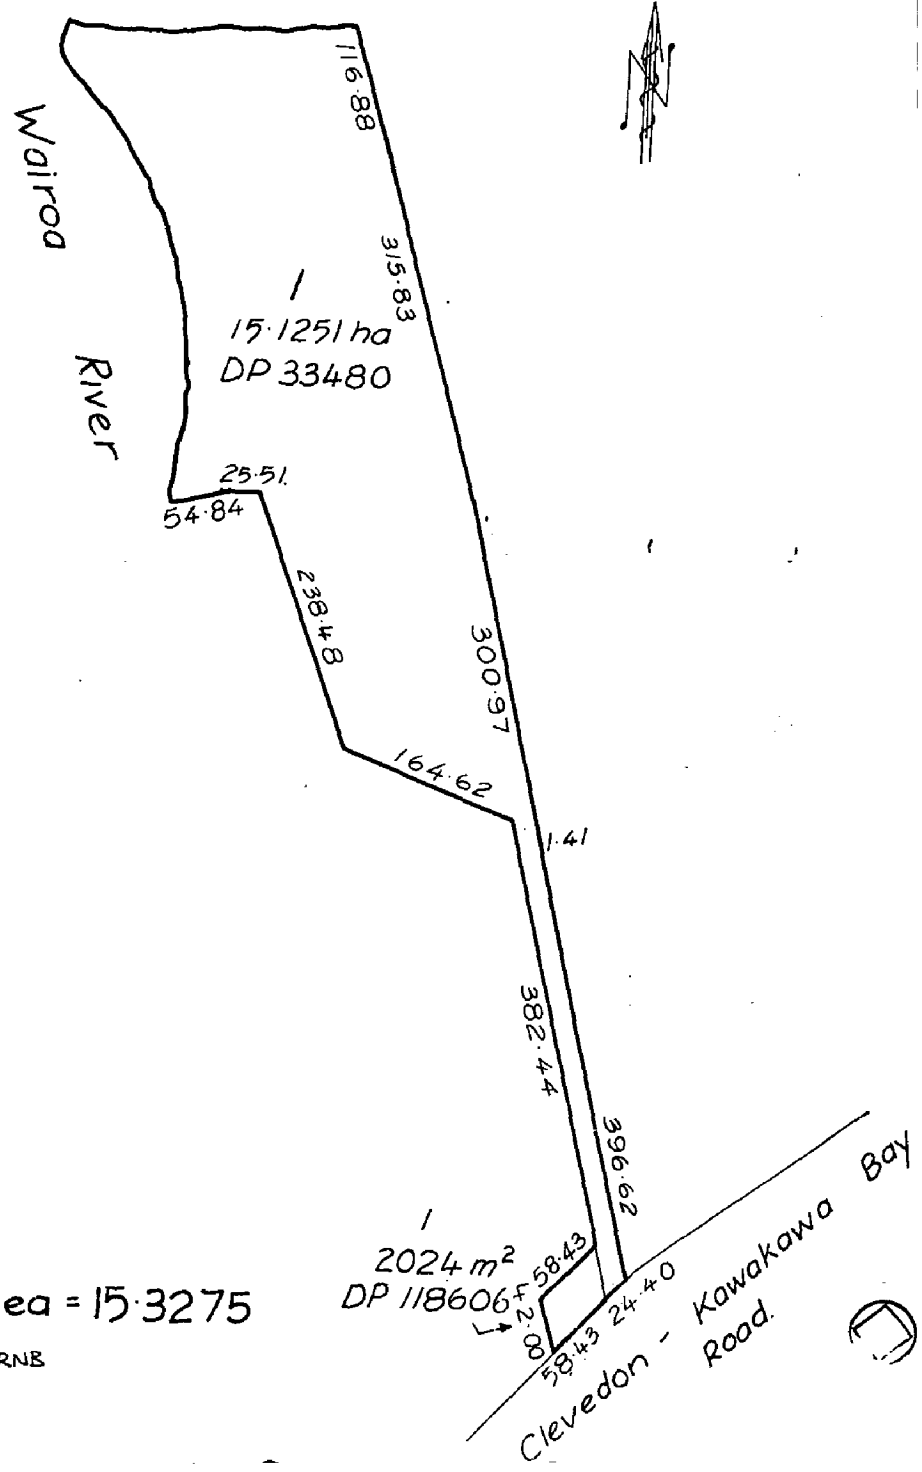 116·88
Wairoa
River
315·83
1
15·1251 ha
DP 33480
25·51
54·84
238·48
300·97
164·62
1·41
382·44
396·62
1
2024 m²
DP 118606
58·43
42·00
58·43
24·40
Clevedon - Kawakawa Bay
Road.
ea = 15·3275
RNB